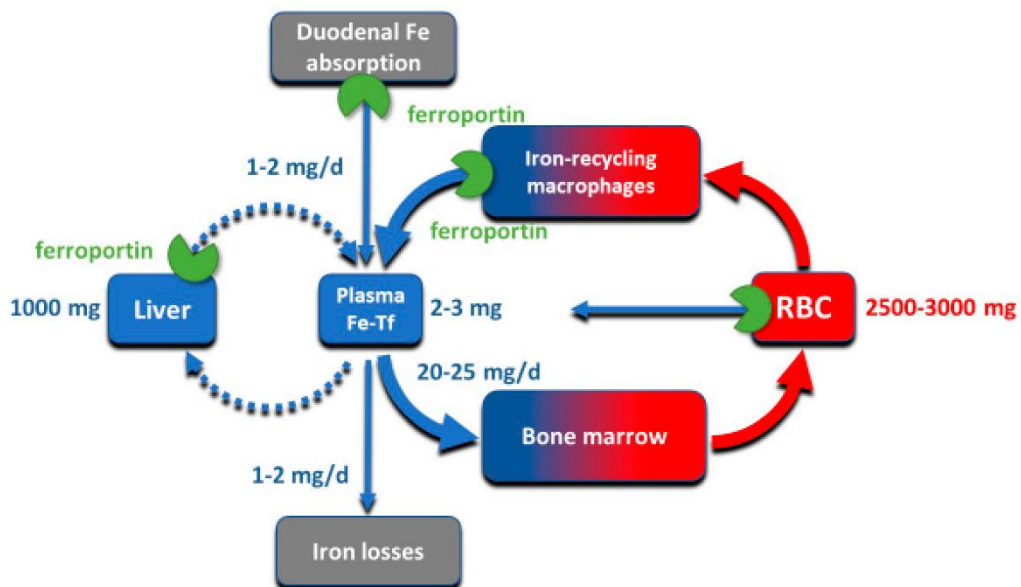 Duodenal Fe
absorption
ferroportin
Iron-recycling
macrophages
1-2 mg/d
ferroportin
ferroportin
1000 mg
Liver
Plasma
Fe-Tf
2-3 mg
RBC
2500-3000 mg
20-25 mg/d
Bone marrow
1-2 mg/d
Iron losses